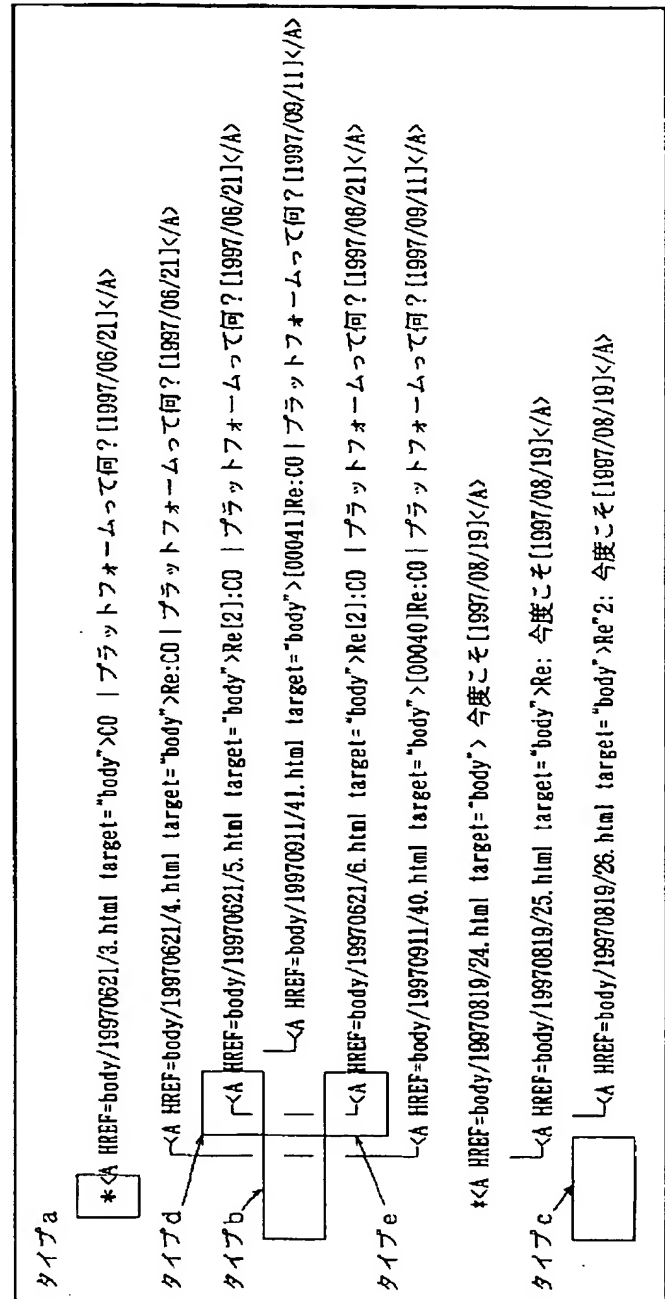 タイプa
*<A HREF=body/19970621/3.html target="body">CO |プラットフォームって何?[1997/06/21]</A>
タイプd
<A HREF=body/19970621/4.html target="body">Re:CO|プラットフォームって何?[1997/06/21]</A>
タイプb
<A HREF=body/19970621/5.html target="body">Re[2]:CO |プラットフォームって何?[1997/06/21]</A>
<A HREF=body/19970911/41.html target="body">[00041]Re:CO|プラットフォームって何?[1997/09/11]</A>
<A HREF=body/19970621/6.html target="body">Re[2]:CO |プラットフォームって何?[1997/06/21]</A>
タイプe
<A HREF=body/19970911/40.html target="body">[00040]Re:CO|プラットフォームって何?[1997/09/11]</A>
*<A HREF=body/19970819/24.html target="body"> 今度こそ[1997/08/19]</A>
<A HREF=body/19970819/25.html target="body">Re: 今度こそ[1997/08/19]</A>
タイプc
<A HREF=body/19970819/26.html target="body">Re^2: 今度こそ[1997/08/19]</A>